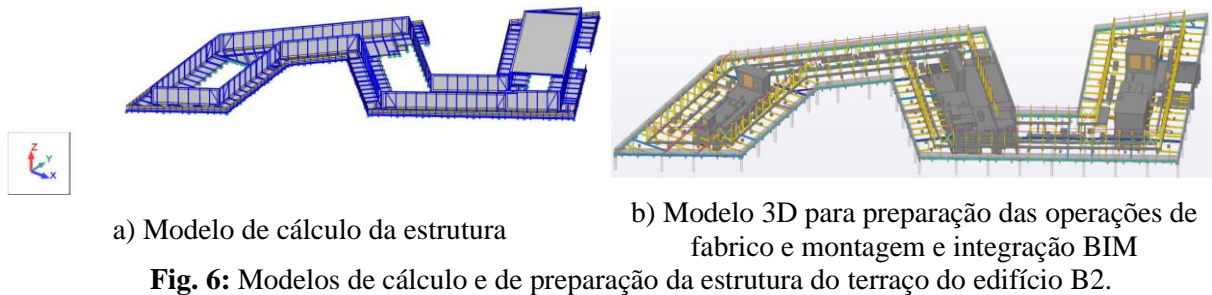 Z
Y
X
a) Modelo de cálculo da estrutura
b) Modelo 3D para preparação das operações de
fabrico e montagem e integração BIM
Fig. 6: Modelos de cálculo e de preparação da estrutura do terraço do edifício B2.